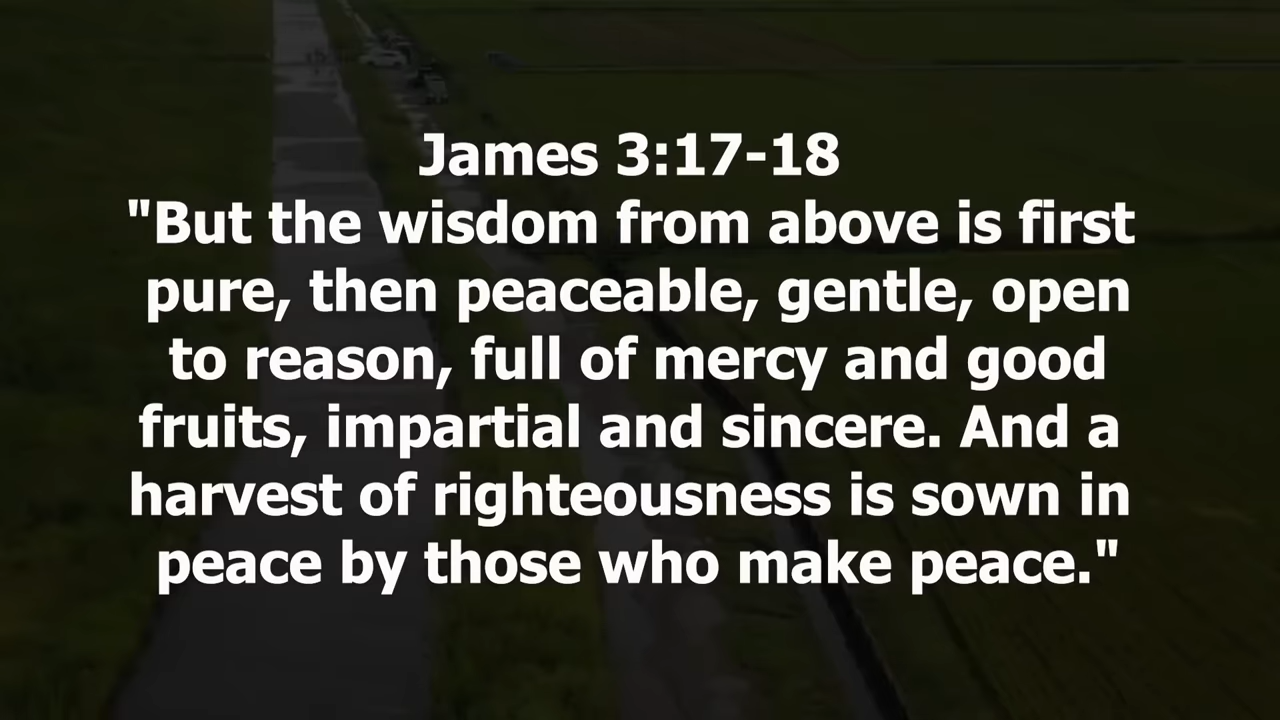 James 3:17-18
"But the wisdom from above is first
pure, then peaceable, gentle, open
to reason, full of mercy and good
fruits, impartial and sincere. And a
harvest of righteousness is sown in
peace by those who make peace."